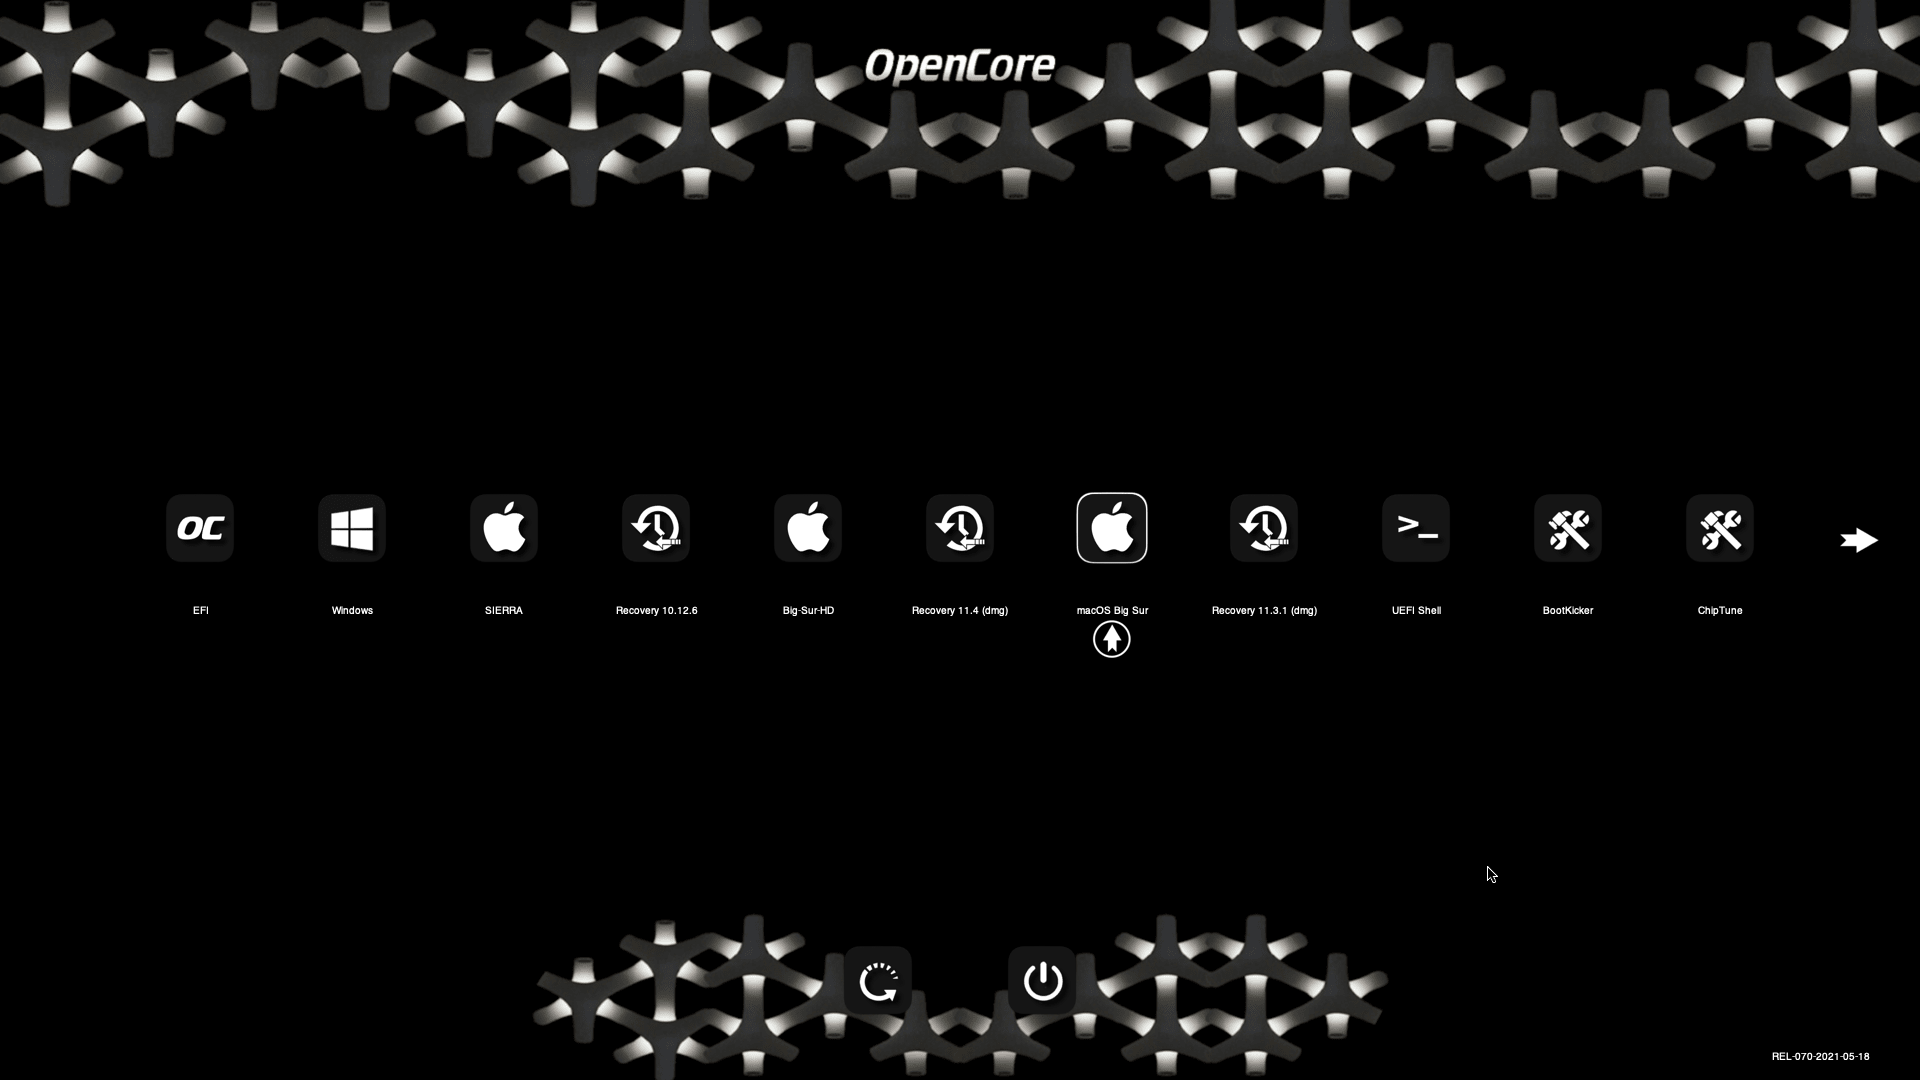 OpenCore
OC
>_
EFI
Windows
SIERRA
Recovery 10.12.6
Big-Sur-HD
Recovery 11.4 (dmg)
macOS Big Sur
Recovery 11.3.1 (dmg)
UEFI Shell
BootKicker
ChipTune
REL-070-2021-05-18